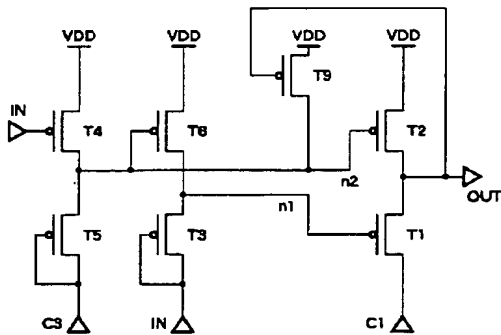 VDD VDD VDD VDD
IN T4 T6 T9 T2
n2 OUT
n1
T5 T3 T1
C3 IN C1